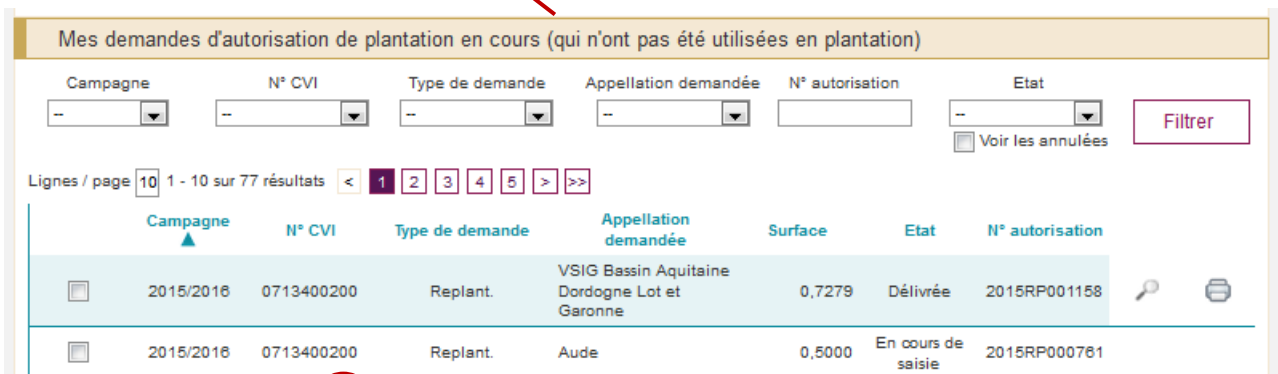 Mes demandes d'autorisation de plantation en cours (qui n'ont pas été utilisées en plantation)
Campagne N° CVI Type de demande Appellation demandée N° autorisation Etat
-- -- -- -- -- Filtrer
Voir les annulées
Lignes / page 10 1 - 10 sur 77 résultats < 1 2 3 4 5 > >>
Campagne N° CVI Type de demande Appellation demandée Surface Etat N° autorisation
2015/2016 0713400200 Replant. VSIG Bassin Aquitaine Dordogne Lot et Garonne 0,7279 Délivrée 2015RP001158
2015/2016 0713400200 Replant. Aude 0,5000 En cours de saisie 2015RP000761